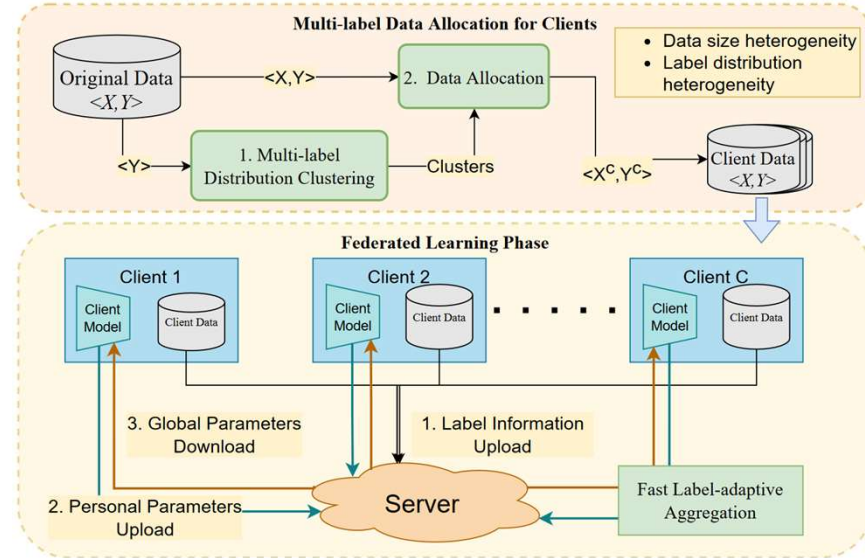 Multi-label Data Allocation for Clients
Original Data
<X,Y>
<X,Y>
2. Data Allocation
• Data size heterogeneity
• Label distribution
heterogeneity
<Y>
1. Multi-label
Distribution Clustering
Clusters
<X^C,Y^C>
Client Data
<X,Y>
Federated Learning Phase
Client 1
Client
Model
Client Data
Client 2
Client
Model
Client Data
Client C
Client
Model
Client Data
3. Global Parameters
Download
1. Label Information
Upload
2. Personal Parameters
Upload
Server
Fast Label-adaptive
Aggregation